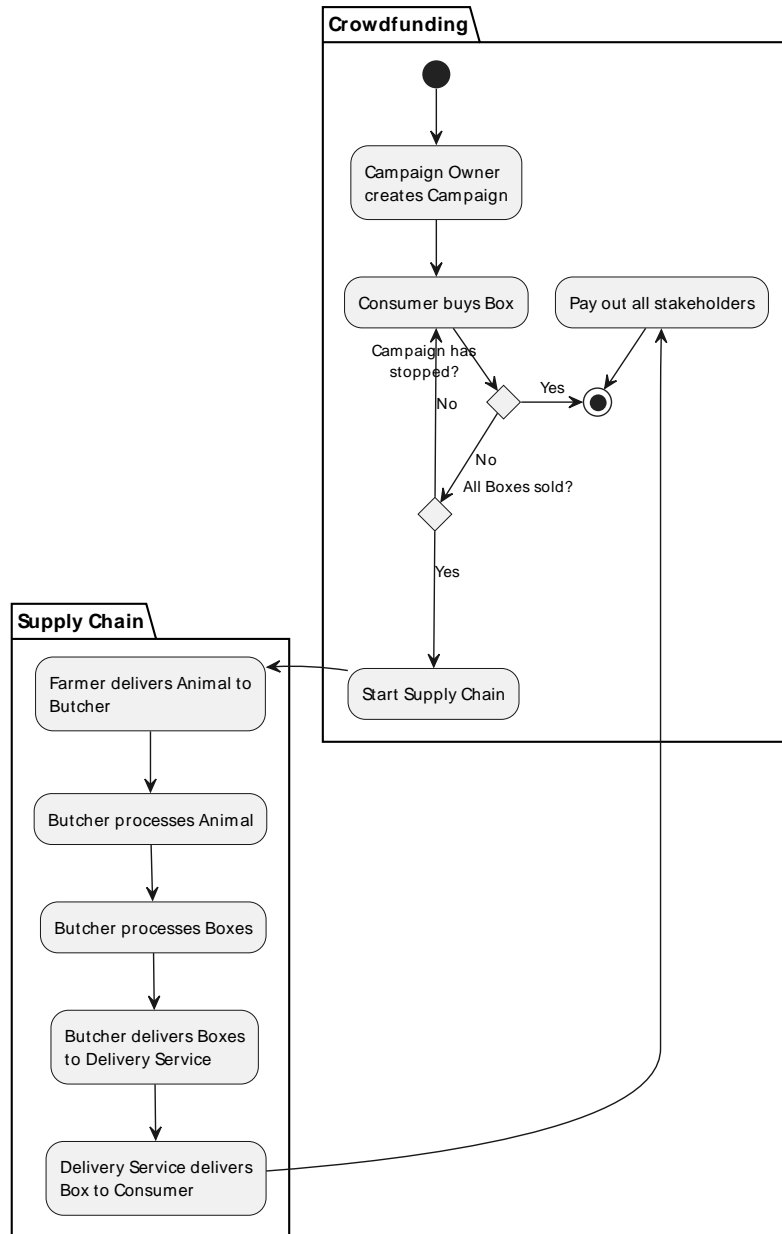 Crowdfunding
Campaign Owner
creates Campaign
Consumer buys Box
Pay out all stakeholders
Campaign has
stopped?
Yes
No
No
All Boxes sold?
Yes
Supply Chain
Farmer delivers Animal to
Butcher
Start Supply Chain
Butcher processes Animal
Butcher processes Boxes
Butcher delivers Boxes
to Delivery Service
Delivery Service delivers
Box to Consumer